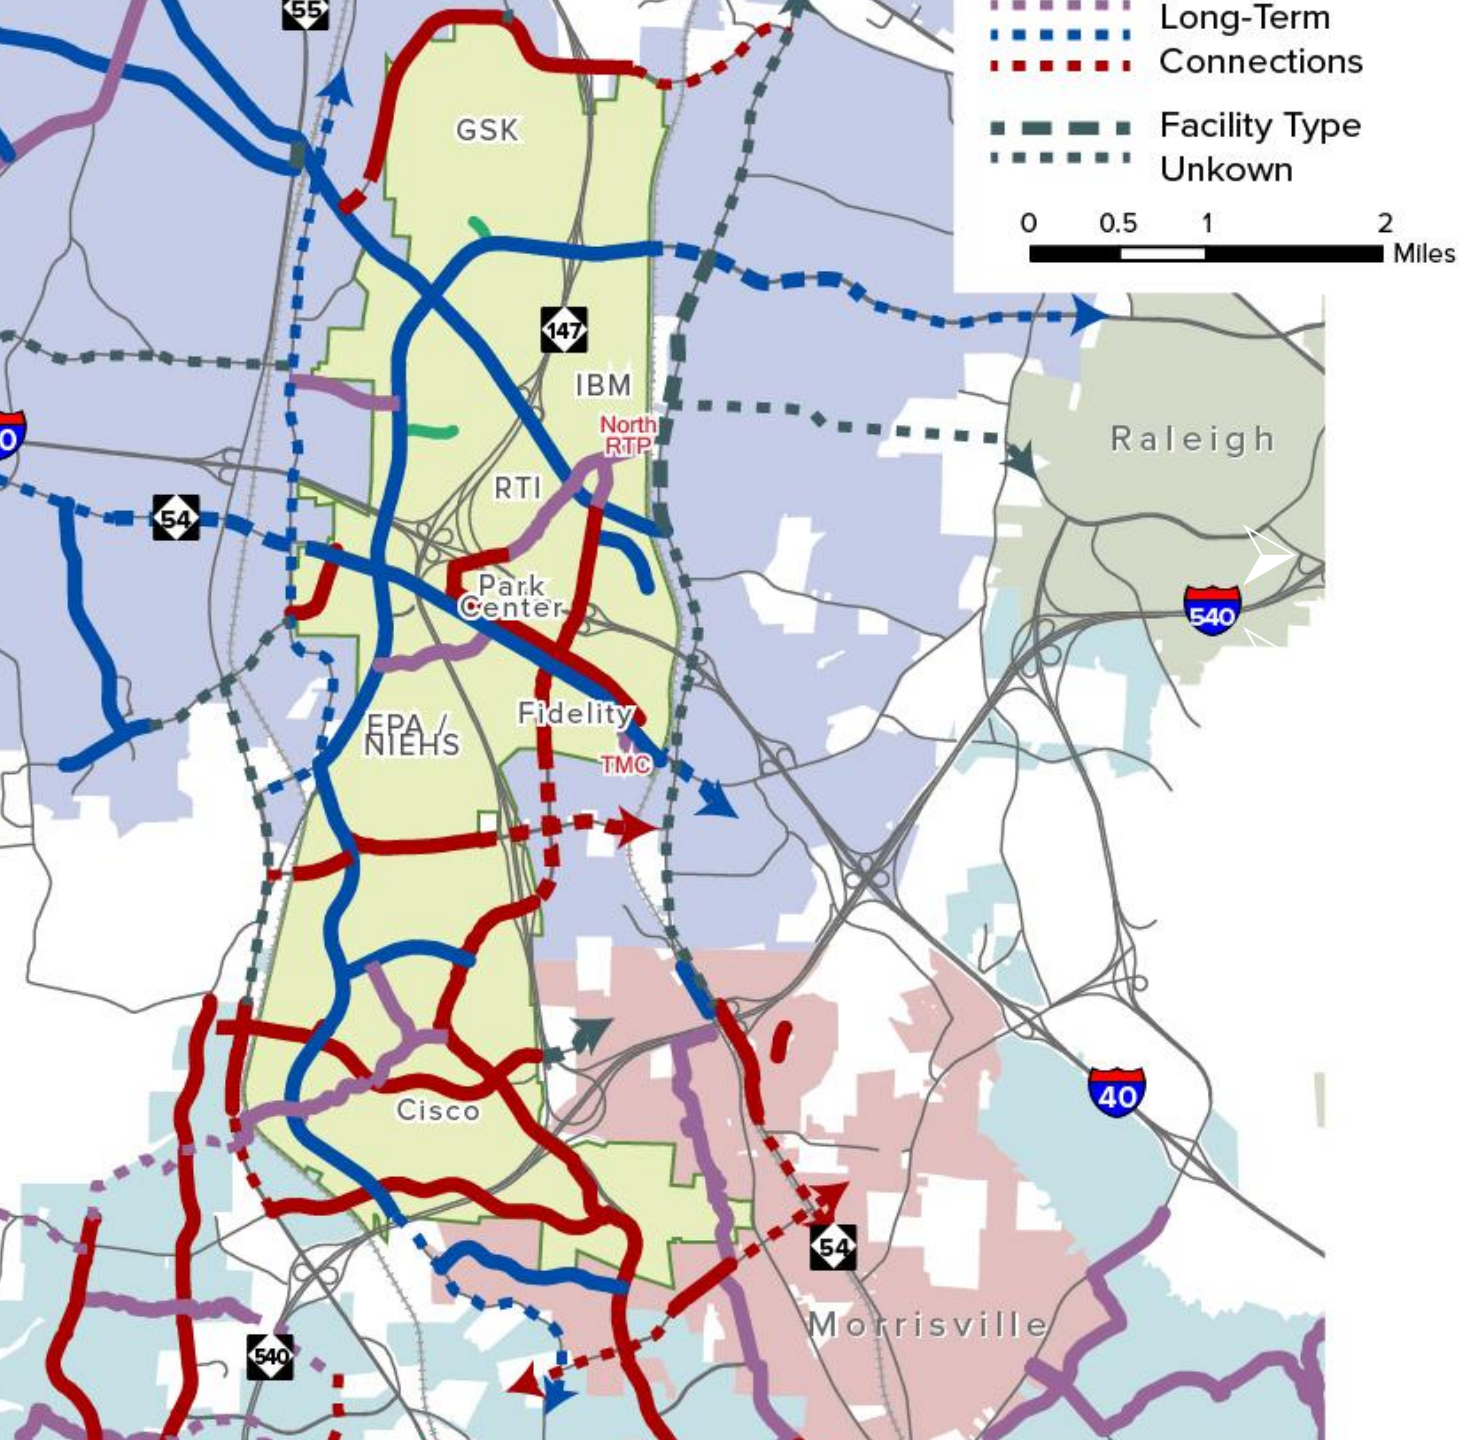 55
Long-Term
Connections
Facility Type
Unkown
0 0.5 1 2
Miles
GSK
147
IBM
North
RTP
0
RTI
Raleigh
54
Park
Center
540
Fidelity
EPA /
NIEHS
TMC
40
Cisco
54
Morrisville
540